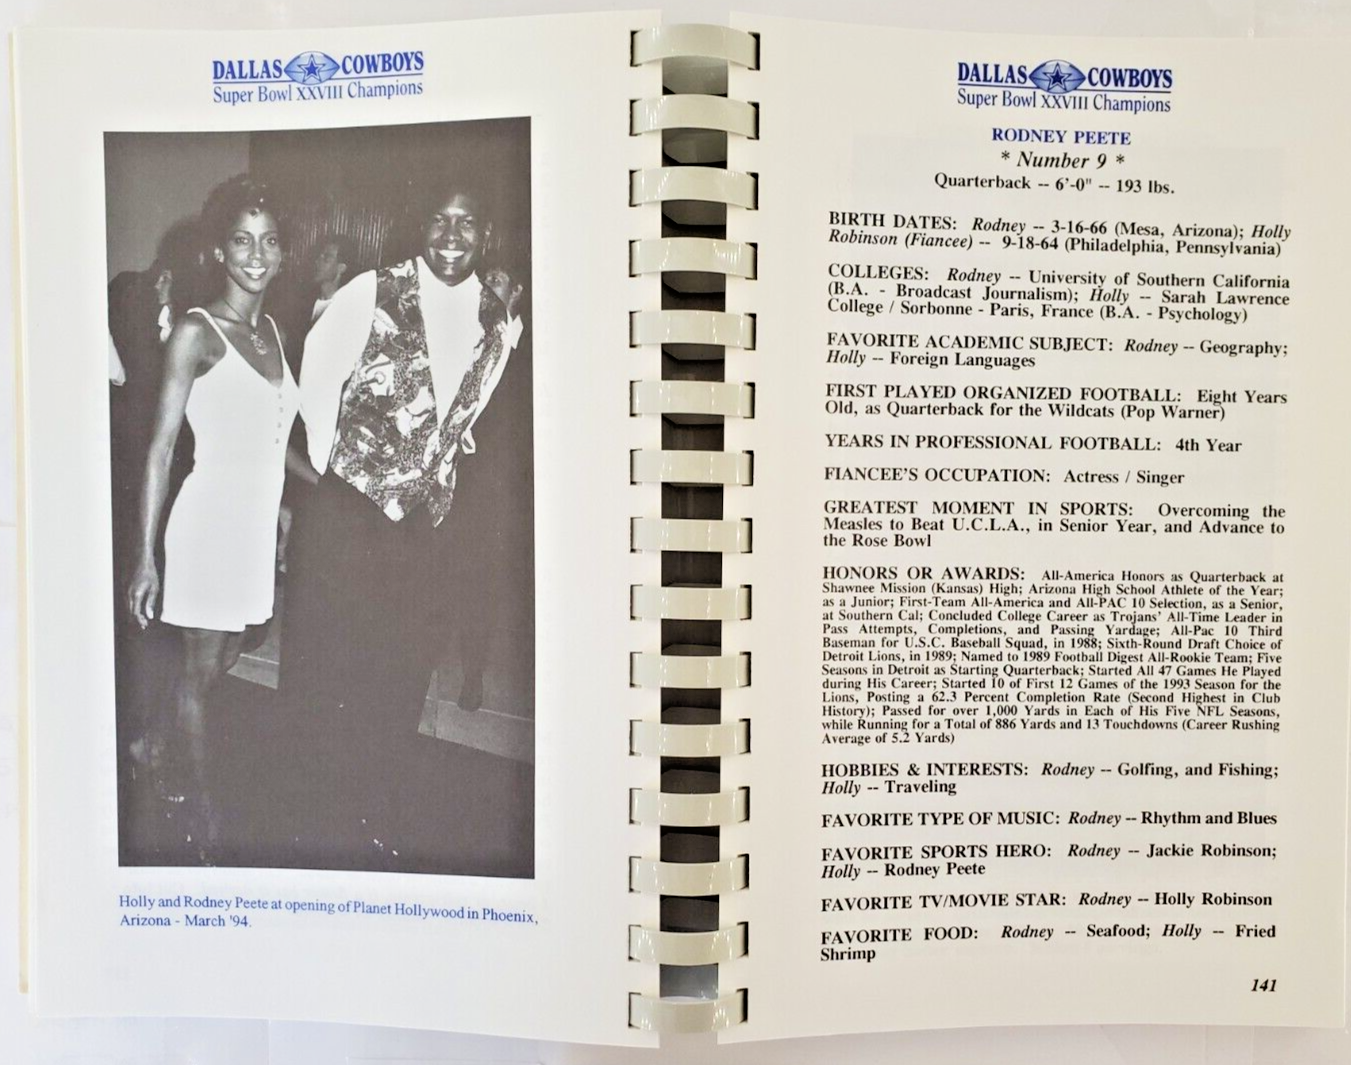 DALLAS COWBOYS
Super Bowl XXVIII Champions
Holly and Rodney Peete at opening of Planet Hollywood in Phoenix,
Arizona - March '94.
DALLAS COWBOYS
Super Bowl XXVIII Champions
RODNEY PEETE
* Number 9 *
Quarterback -- 6'-0" -- 193 lbs.
BIRTH DATES: Rodney -- 3-16-66 (Mesa, Arizona); Holly
Robinson (Fiancee) -- 9-18-64 (Philadelphia, Pennsylvania)
COLLEGES: Rodney -- University of Southern California
(B.A. - Broadcast Journalism); Holly -- Sarah Lawrence
College / Sorbonne - Paris, France (B.A. - Psychology)
FAVORITE ACADEMIC SUBJECT: Rodney -- Geography;
Holly -- Foreign Languages
FIRST PLAYED ORGANIZED FOOTBALL: Eight Years
Old, as Quarterback for the Wildcats (Pop Warner)
YEARS IN PROFESSIONAL FOOTBALL: 4th Year
FIANCEE'S OCCUPATION: Actress / Singer
GREATEST MOMENT IN SPORTS: Overcoming the
Measles to Beat U.C.L.A., in Senior Year, and Advance to
the Rose Bowl
HONORS OR AWARDS: All-America Honors as Quarterback at
Shawnee Mission (Kansas) High; Arizona High School Athlete of the Year;
as a Junior; First-Team All-America and All-PAC 10 Selection, as a Senior,
at Southern Cal; Concluded College Career as Trojans' All-Time Leader in
Pass Attempts, Completions, and Passing Yardage; All-Pac 10 Third
Baseman for U.S.C. Baseball Squad, in 1988; Sixth-Round Draft Choice of
Detroit Lions, in 1989; Named to 1989 Football Digest All-Rookie Team; Five
Seasons in Detroit as Starting Quarterback; Started All 47 Games He Played
during His Career; Started 10 of First 12 Games of the 1993 Season for the
Lions, Posting a 62.3 Percent Completion Rate (Second Highest in Club
History); Passed for over 1,000 Yards in Each of His Five NFL Seasons,
while Running for a Total of 886 Yards and 13 Touchdowns (Career Rushing
Average of 5.2 Yards)
HOBBIES & INTERESTS: Rodney -- Golfing, and Fishing;
Holly -- Traveling
FAVORITE TYPE OF MUSIC: Rodney -- Rhythm and Blues
FAVORITE SPORTS HERO: Rodney -- Jackie Robinson;
Holly -- Rodney Peete
FAVORITE TV/MOVIE STAR: Rodney -- Holly Robinson
FAVORITE FOOD: Rodney -- Seafood; Holly -- Fried
Shrimp
141